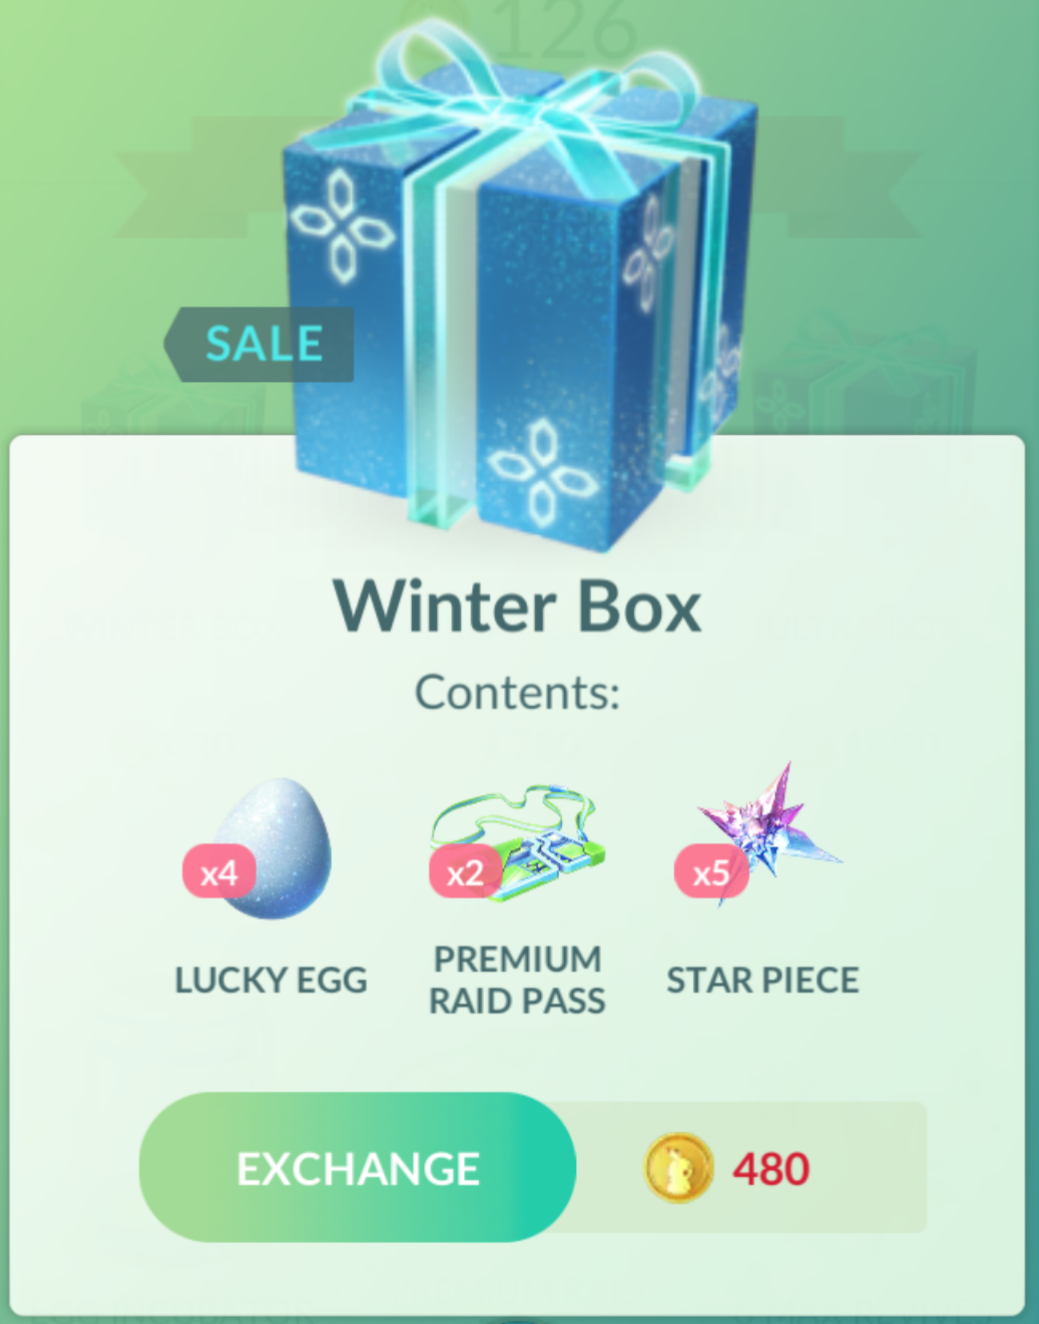 126
SALE
Winter Box
Contents:
x4
x2
x5
LUCKY EGG
PREMIUM
RAID PASS
STAR PIECE
EXCHANGE
480